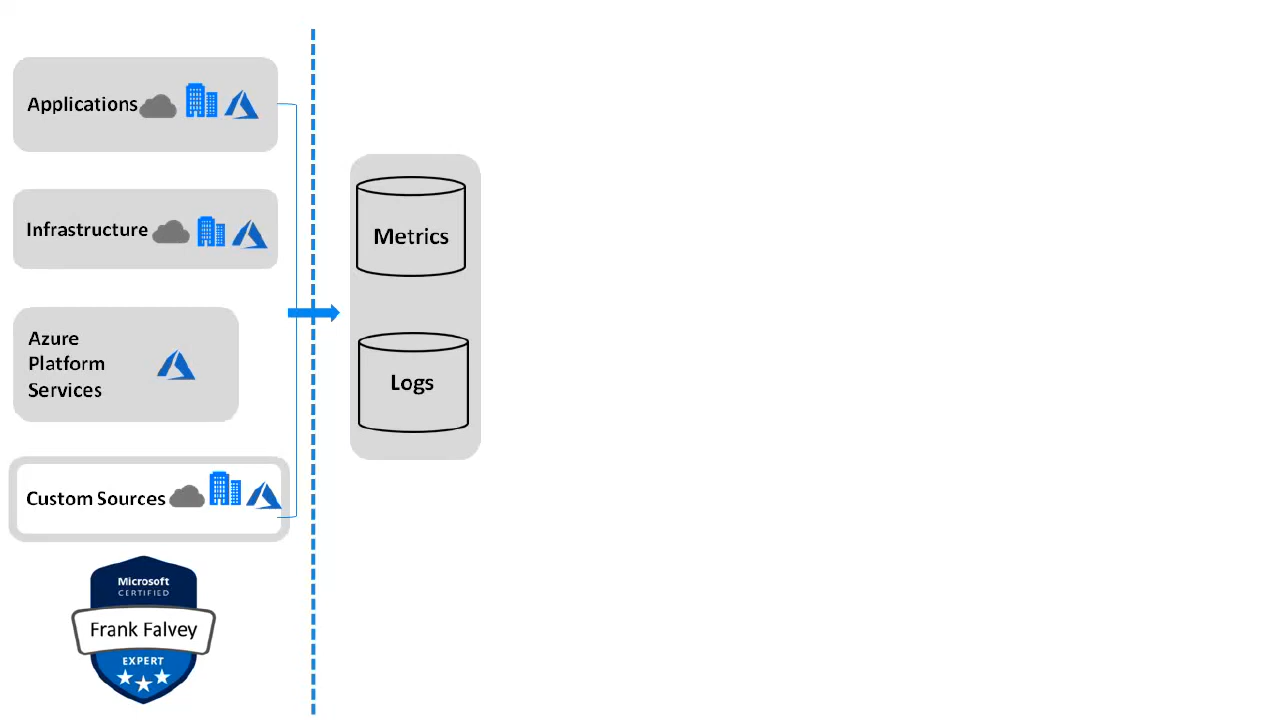 Applications
Infrastructure
Azure
Platform
Services
Custom Sources
Metrics
Logs
Microsoft
CERTIFIED
Frank Falvey
EXPERT